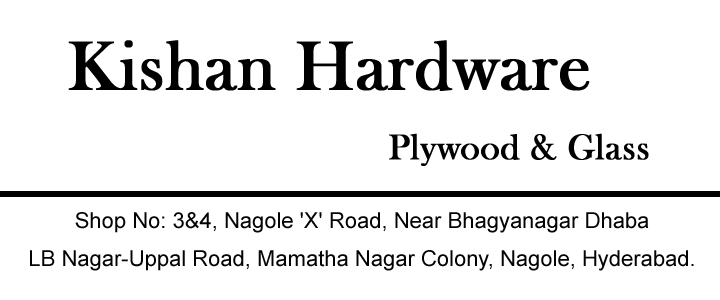 Kishan Hardware
Plywood & Glass
Shop No: 3&4, Nagole 'X' Road, Near Bhagyanagar Dhaba
LB Nagar-Uppal Road, Mamatha Nagar Colony, Nagole, Hyderabad.